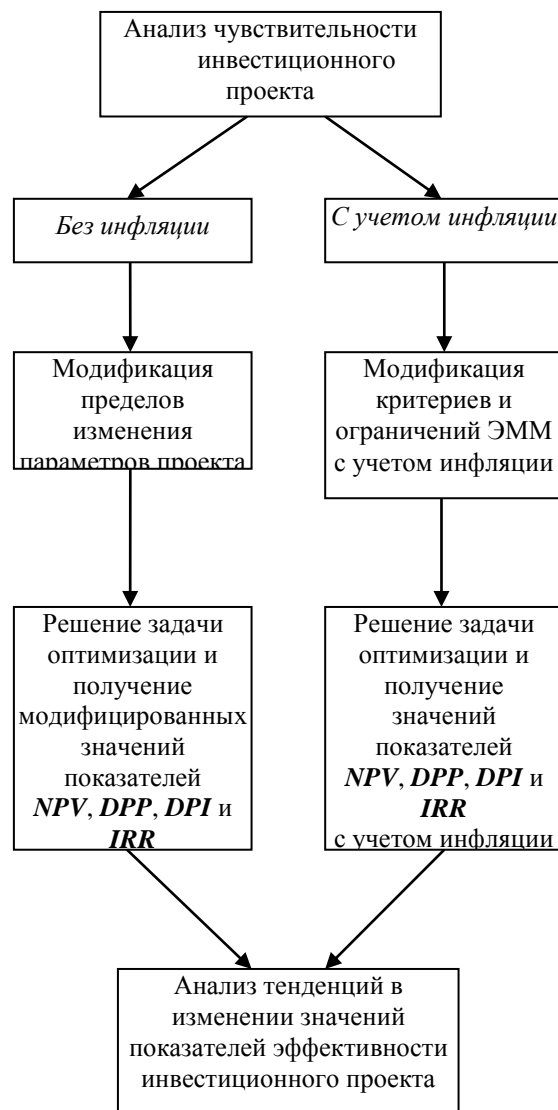 Анализ чувствительности
инвестиционного
проекта
Без инфляции
С учетом инфляции
Модификация
пределов
изменения
параметров проекта
Модификация
критериев и
ограничений ЭММ
с учетом инфляции
Решение задачи
оптимизации и
получение
модифицированных
значений
показателей
NPV, DPP, DPI и
IRR
Решение задачи
оптимизации и
получение
значений
показателей
NPV, DPP, DPI и
IRR
с учетом инфляции
Анализ тенденций в
изменении значений
показателей эффективности
инвестиционного проекта